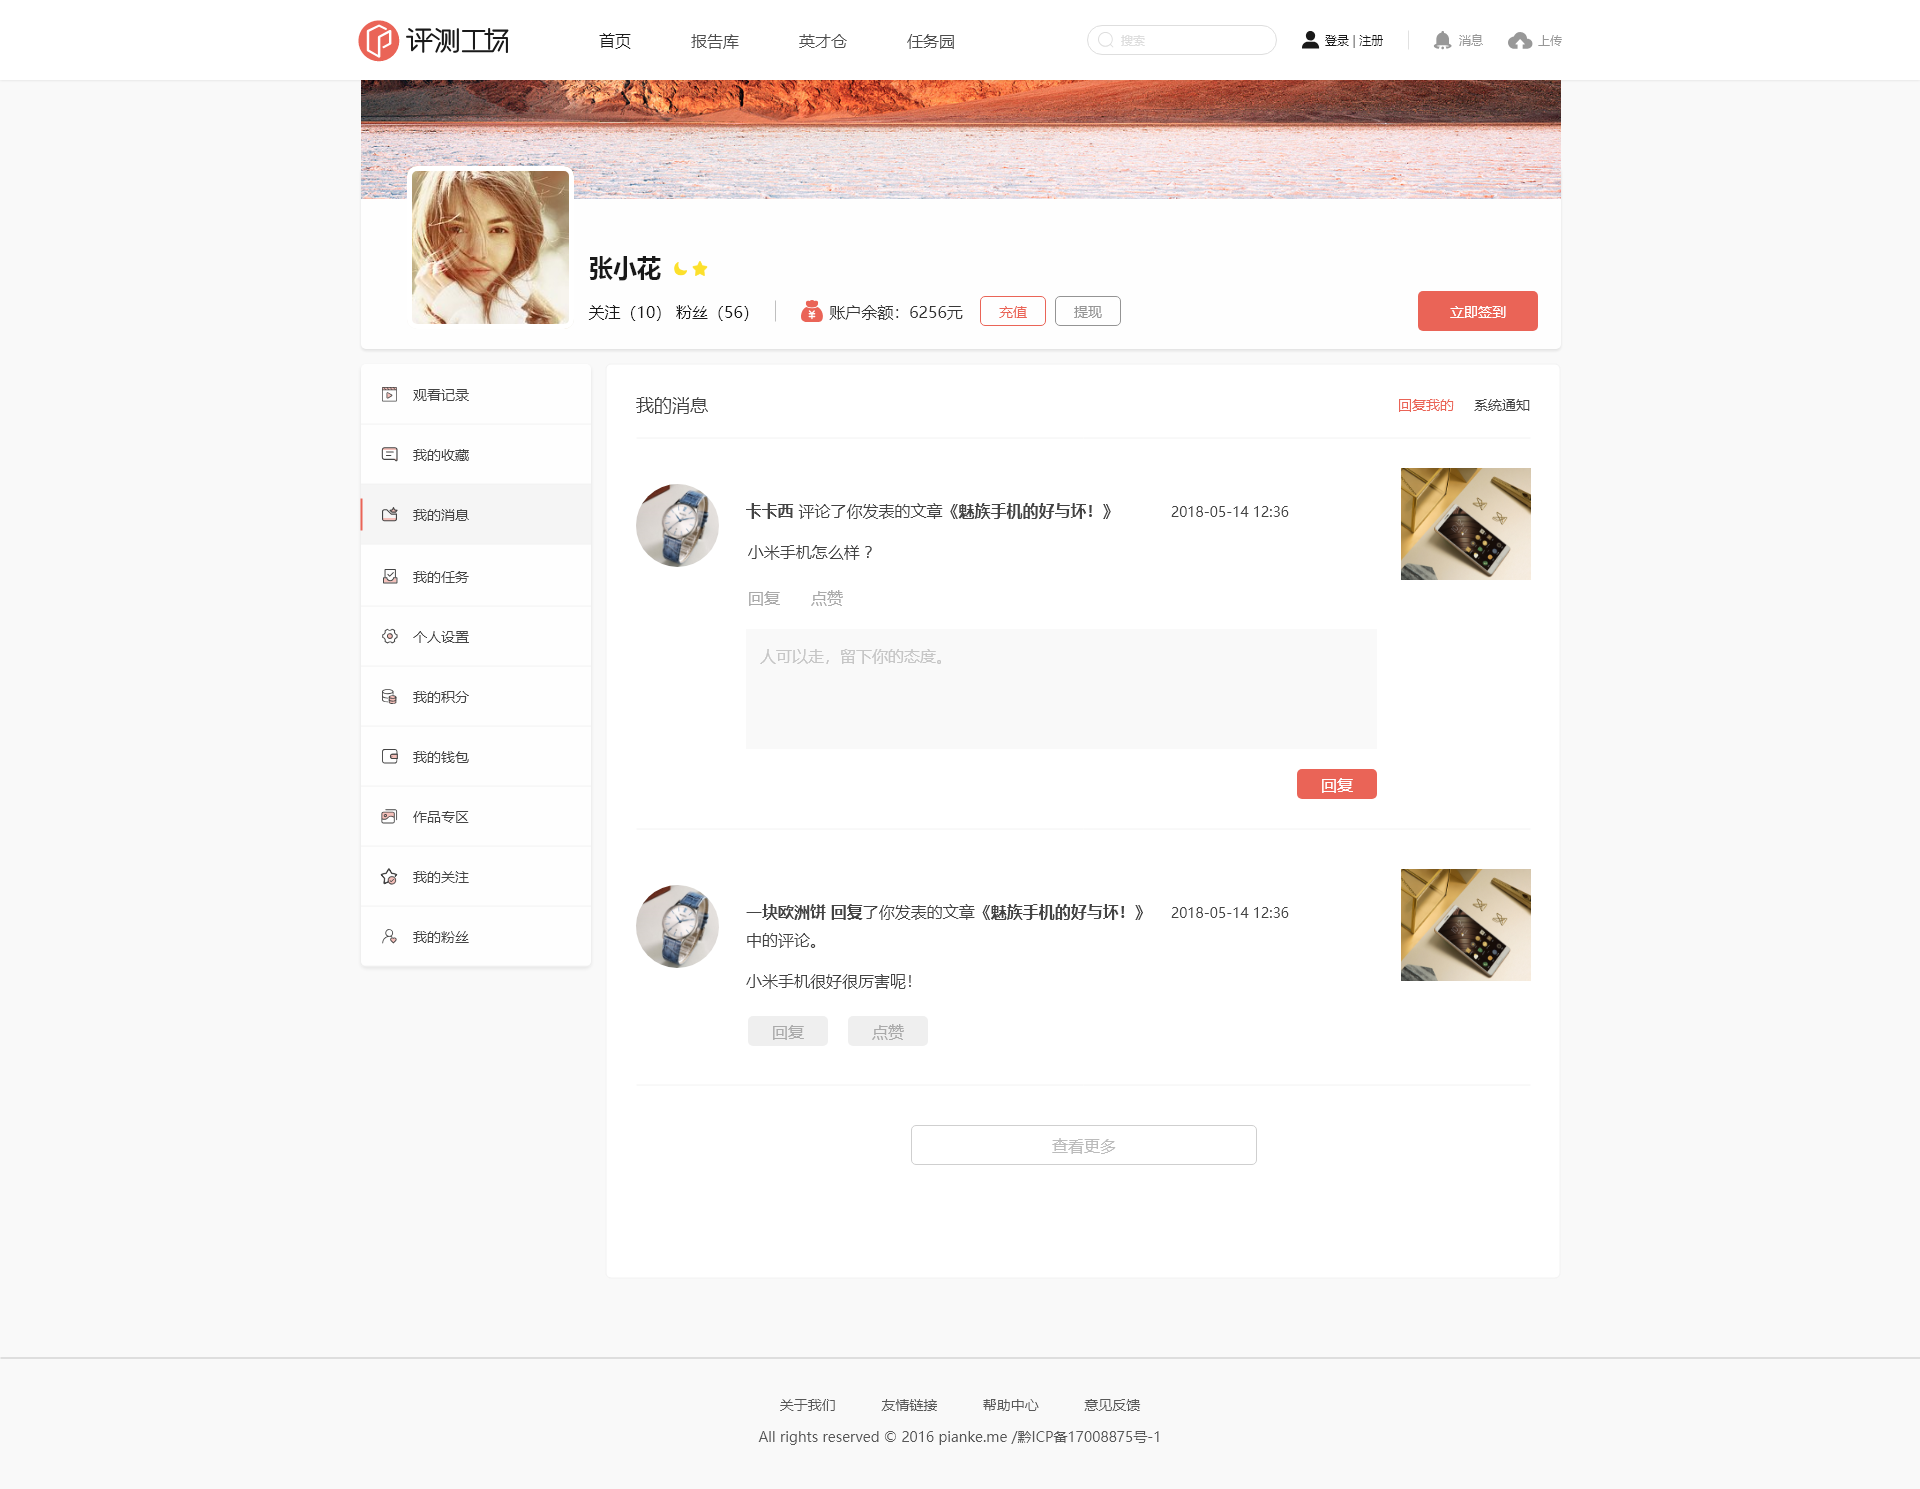 评测工场
首页 报告库 英才仓 任务园
搜索
登录 | 注册
消息
上传
张小花
关注（10） 粉丝（56）
账户余额：6256元
充值
提现
立即签到
观看记录
我的收藏
我的消息
我的任务
个人设置
我的积分
我的钱包
作品专区
我的关注
我的粉丝
我的消息
回复我的 系统通知
卡卡西 评论了你发表的文章《魅族手机的好与坏！》 2018-05-14 12:36
小米手机怎么样？
回复 点赞
人可以走，留下你的态度。
回复
一块欧洲饼 回复了你发表的文章《魅族手机的好与坏！》 2018-05-14 12:36
中的评论。
小米手机很好很厉害呢！
回复 点赞
查看更多
关于我们 友情链接 帮助中心 意见反馈
All rights reserved © 2016 pianke.me /黔ICP备17008875号-1